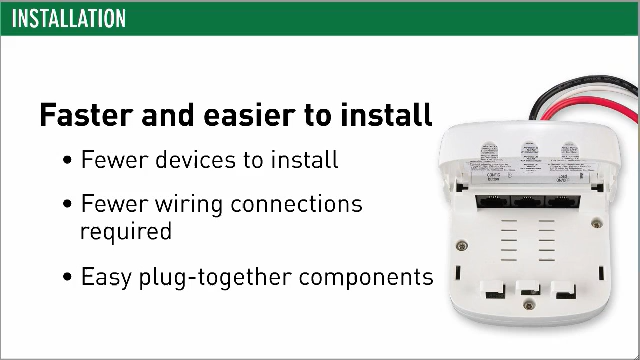 INSTALLATION
Faster and easier to install
• Fewer devices to install
• Fewer wiring connections
required
• Easy plug-together components